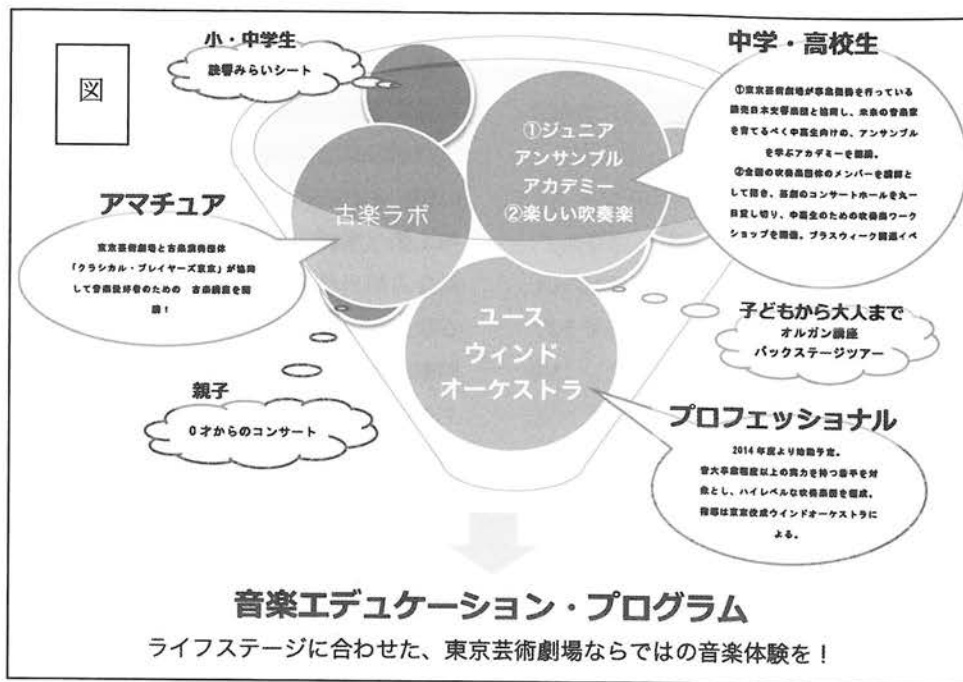 図
小・中学生
読響みらいシート
中学・高校生
①東京芸術劇場が事業提携を行っている
読売日本交響楽団と協同し、未来の音楽家
を育てるべく中高生向けの、アンサンブル
を学ぶアカデミーを開講。
②全国の吹奏楽団体のメンバーを講師と
して招き、芸劇のコンサートホールを丸一
日貸し切り、中高生のための吹奏楽ワーク
ショップを開催。ブラスウィーク関連イベ
①ジュニア
アンサンブル
アカデミー
②楽しい吹奏楽
古楽ラボ
アマチュア
東京芸術劇場と古楽演奏団体
「クラシカル・プレイヤーズ東京」が協同
して音楽愛好者のための 古楽講座を開
講！
ユース
ウィンド
オーケストラ
子どもから大人まで
オルガン講座
バックステージツアー
親子
0才からのコンサート
プロフェッショナル
2014年度より始動予定。
音大卒業程度以上の実力を持つ若手を対
象とし、ハイレベルな吹奏楽団を編成。
指導は東京佼成ウインドオーケストラに
よる。
音楽エデュケーション・プログラム
ライフステージに合わせた、東京芸術劇場ならではの音楽体験を！